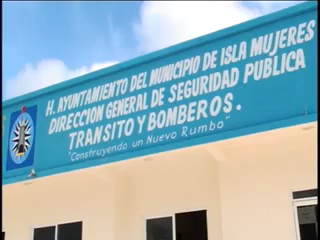 H. AYUNTAMIENTO DEL MUNICIPIO DE ISLA MUJERES
DIRECCION GENERAL DE SEGURIDAD PUBLICA
TRANSITO Y BOMBEROS.
"Construyendo un Nuevo Rumbo"